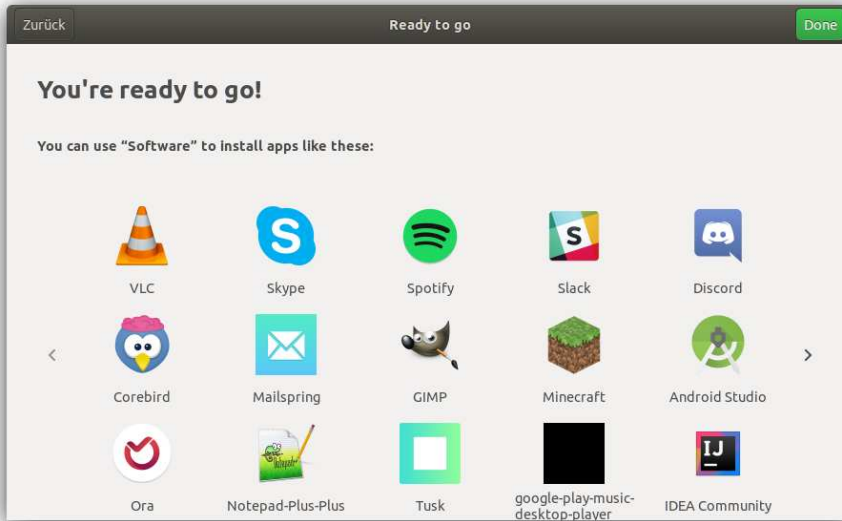 Zurück Ready to go Done
You're ready to go!
You can use “Software” to install apps like these:
VLC Skype Spotify Slack Discord
Corebird Mailspring GIMP Minecraft Android Studio
Ora Notepad-Plus-Plus Tusk google-play-music-
desktop-player IDEA Community